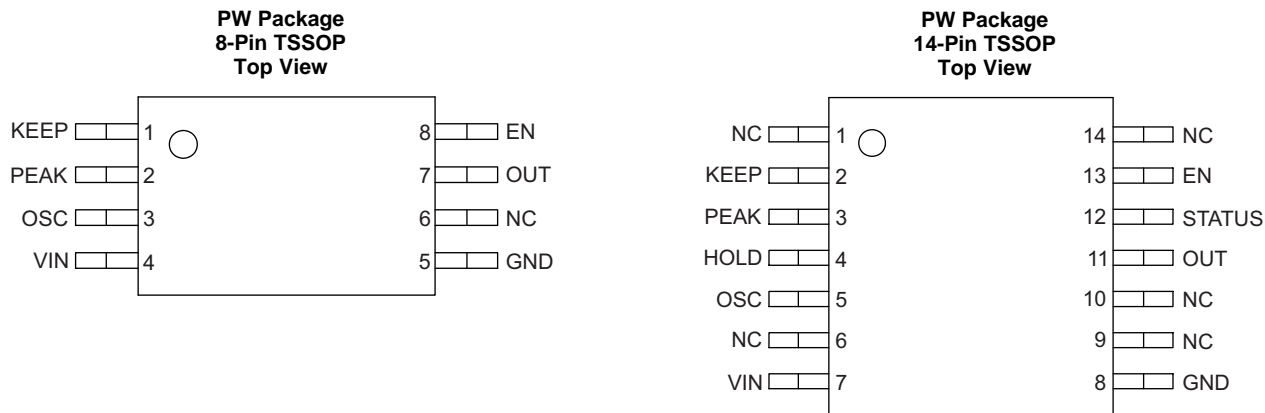 PW Package
8-Pin TSSOP
Top View
KEEP 1 8 EN
PEAK 2 7 OUT
OSC 3 6 NC
VIN 4 5 GND
PW Package
14-Pin TSSOP
Top View
NC 1 14 NC
KEEP 2 13 EN
PEAK 3 12 STATUS
HOLD 4 11 OUT
OSC 5 10 NC
NC 6 9 NC
VIN 7 8 GND